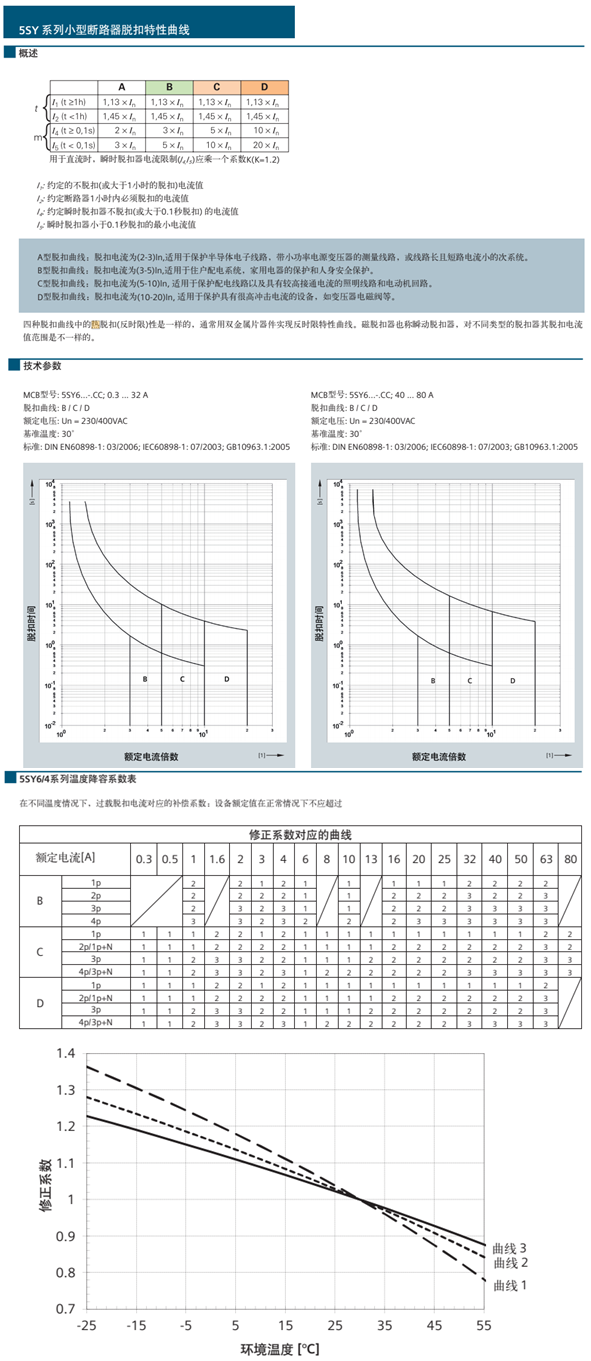 5SY 系列小型断路器脱扣特性曲线
概述
A B C D
t
I1 (t ≥1h) 1,13 × In 1,13 × In 1,13 × In 1,13 × In
I2 (t <1h) 1,45 × In 1,45 × In 1,45 × In 1,45 × In
m
I4 (t ≥ 0,1s) 2 × In 3 × In 5 × In 10 × In
I5 (t < 0,1s) 3 × In 5 × In 10 × In 20 × In
用于直流时，瞬时脱扣器电流限制(I4,I5)应乘一个系数K(K=1.2)
I1: 约定的不脱扣(或大于1小时的脱扣)电流值
I2: 约定断路器1小时内必须脱扣的电流值
I4: 约定瞬时脱扣器不脱扣(或大于0.1秒脱扣) 的电流值
I5: 瞬时脱扣器小于0.1秒脱扣的最小电流值
A型脱扣曲线：脱扣电流为(2-3)In,适用于保护半导体电子线路，带小功率电源变压器的测量线路，或线路长且短路电流小的次系统。
B型脱扣曲线：脱扣电流为(3-5)In,适用于住户配电系统，家用电器的保护和人身安全保护。
C型脱扣曲线：脱扣电流为(5-10)In, 适用于保护配电线路以及具有较高接通电流的照明线路和电动机回路。
D型脱扣曲线：脱扣电流为(10-20)In, 适用于保护具有很高冲击电流的设备，如变压器电磁阀等。
四种脱扣曲线中的热脱扣(反时限)性是一样的，通常用双金属片器件实现反时限特性曲线。磁脱扣器也称瞬动脱扣器，对不同类型的脱扣器其脱扣电流
值范围是不一样的。
技术参数
MCB型号: 5SY6...-.CC; 0.3 ... 32 A
脱扣曲线: B / C / D
额定电压: Un = 230/400VAC
基准温度: 30°
标准: DIN EN60898-1: 03/2006; IEC60898-1: 07/2003; GB10963.1:2005
MCB型号: 5SY6...-.CC; 40 ... 80 A
脱扣曲线: B / C / D
额定电压: Un = 230/400VAC
基准温度: 30°
标准: DIN EN60898-1: 03/2006; IEC60898-1: 07/2003; GB10963.1:2005
[s]
脱扣时间
10^4
10^3
10^2
10^1
10^0
10^-1
10^-2
B C D
10^0 10^1
额定电流倍数
[1]
[s]
脱扣时间
10^4
10^3
10^2
10^1
10^0
10^-1
10^-2
B C D
10^0 10^1
额定电流倍数
[1]
5SY6/4系列温度降容系数表
在不同温度情况下，过载脱扣电流对应的补偿系数；设备额定值在正常情况下不应超过
修正系数对应的曲线
额定电流[A] 0.3 0.5 1 1.6 2 3 4 6 8 10 13 16 20 25 32 40 50 63 80
B
1p 2 2 1 2 1 1 1 1 1 2 2 2 2
2p 2 2 2 2 1 1 2 2 2 3 2 2 3
3p 2 3 2 3 1 1 2 2 2 3 3 3 3
4p 3 3 2 3 2 2 2 3 3 3 3 3 3
C
1p 1 1 1 2 2 1 2 1 1 1 1 1 1 1 2 2 2 2 2
2p/1p+N 1 1 1 2 2 2 2 1 1 1 1 2 2 2 2 2 2 3 2
3p 1 1 2 3 3 2 2 1 1 1 2 2 2 2 2 2 2 3 3
4p/3p+N 1 1 2 3 3 2 3 1 2 2 2 2 2 2 3 3 3 3 3
D
1p 1 1 1 2 2 1 2 1 1 1 1 1 1 1 2 2 2 3
2p/1p+N 1 1 1 2 2 2 2 1 1 1 1 2 2 2 2 2 2 3
3p 1 1 2 3 3 2 2 1 1 1 2 2 2 2 2 2 3 3
4p/3p+N 1 1 2 3 3 2 3 1 2 2 2 2 2 2 3 3 3 3
1.4
1.3
1.2
1.1
1
0.9
0.8
0.7
修正系数
曲线 3
曲线 2
曲线 1
-25 -15 -5 5 15 25 35 45 55
环境温度 [℃]